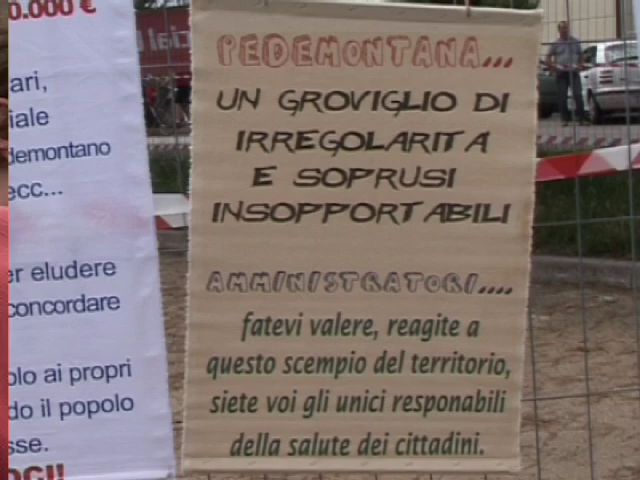 0.000 €
ari,
iale
demontano
ecc...
er eludere
concordare
olo ai propri
do il popolo
sse.
OCI!
PEDEMONTANA...
UN GROVIGLIO DI
IRREGOLARITA
E SOPRUSI
INSOPPORTABILI
AMMINISTRATORI....
fatevi valere, reagite a
questo scempio del territorio,
siete voi gli unici responabili
della salute dei cittadini.